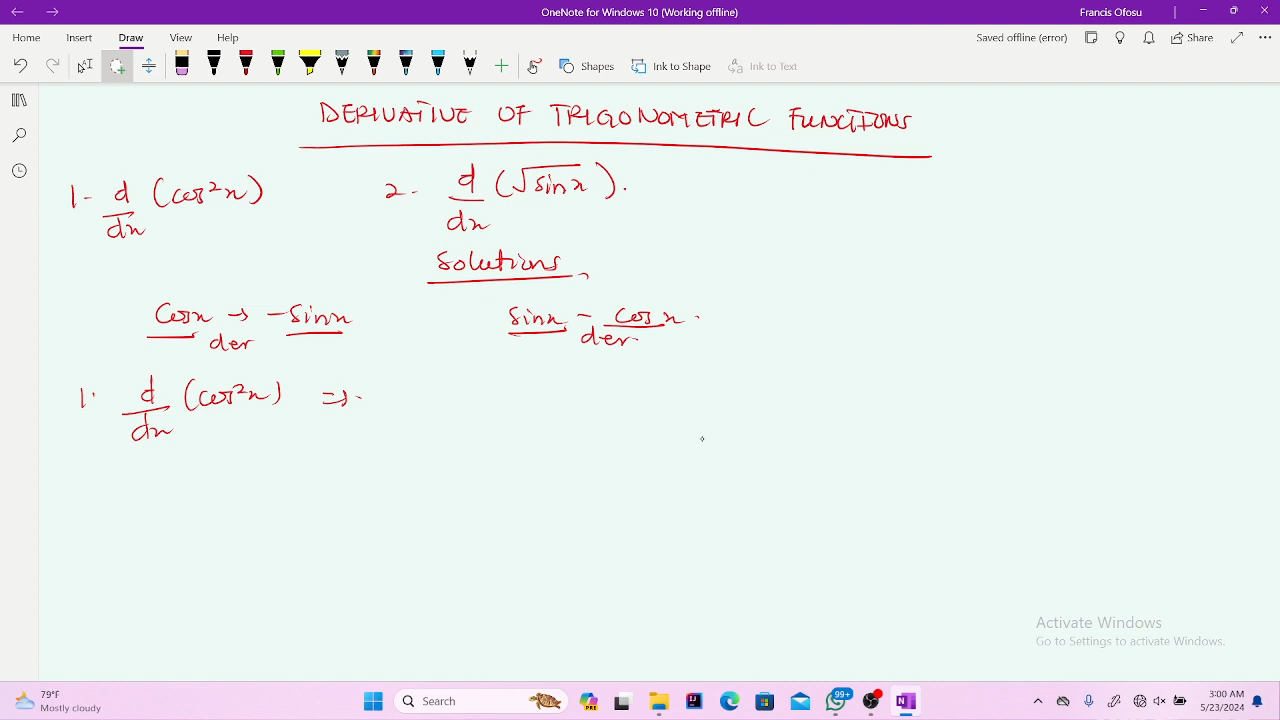 OneNote for Windows 10 (Working offline)
Francis Ofosu
Home Insert Draw View Help
Saved offline (error)
Share
Shapes
Ink to Shape
Ink to Text
DERIVATIVE OF TRIGONOMETRIC FUNCTIONS
1- d/dx (cos²x) 2- d/dx (√sinx).
Solutions
Cosx → -sinx sinx - cosx.
der der
1. d/dx (cos²x) ⇒
Activate Windows
Go to Settings to activate Windows.
79°F
Mostly cloudy
Search
PRE
99+
3:00 AM
5/23/2024